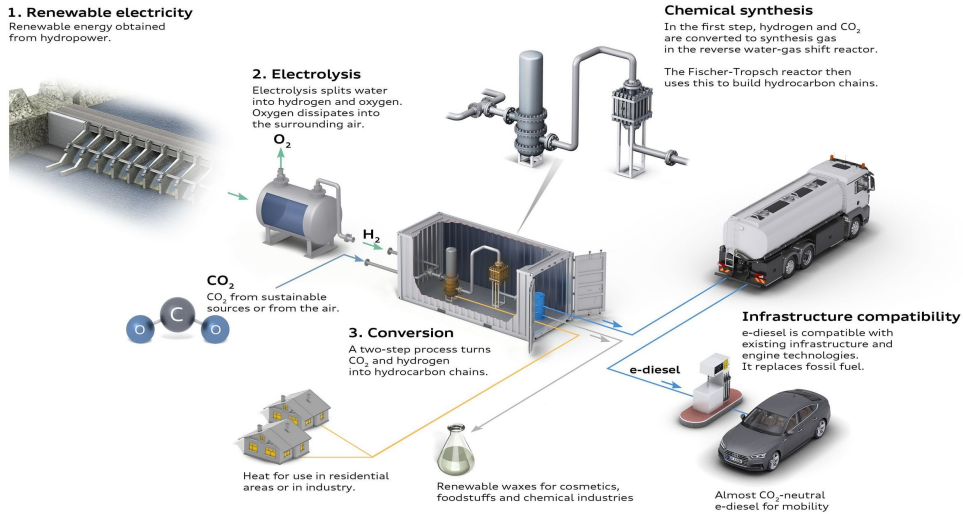 1. Renewable electricity
Renewable energy obtained
from hydropower.
2. Electrolysis
Electrolysis splits water
into hydrogen and oxygen.
Oxygen dissipates into
the surrounding air.
O₂
H₂
CO₂
CO₂ from sustainable
sources or from the air.
O C O
3. Conversion
A two-step process turns
CO₂ and hydrogen
into hydrocarbon chains.
Chemical synthesis
In the first step, hydrogen and CO₂
are converted to synthesis gas
in the reverse water-gas shift reactor.
The Fischer-Tropsch reactor then
uses this to build hydrocarbon chains.
Infrastructure compatibility
e-diesel is compatible with
existing infrastructure and
engine technologies.
It replaces fossil fuel.
e-diesel
Heat for use in residential
areas or in industry.
Renewable waxes for cosmetics,
foodstuffs and chemical industries
Almost CO₂-neutral
e-diesel for mobility